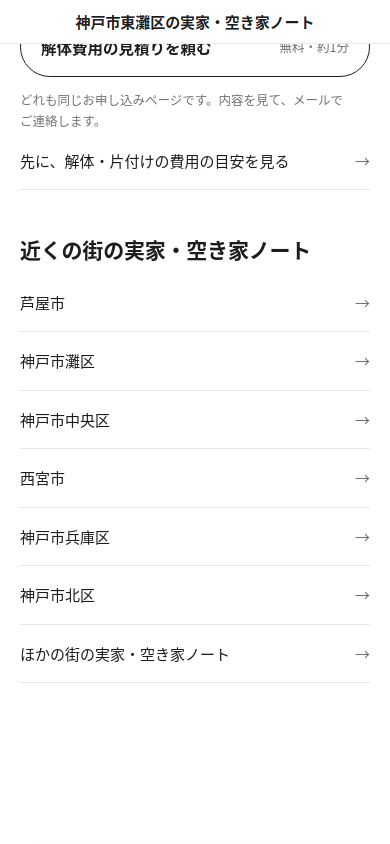 神戸市東灘区の実家・空き家ノート
解体費用の見積りを頼む 無料・約1分
どれも同じお申し込みページです。内容を見て、メールで
ご連絡します。
先に、解体・片付けの費用の目安を見る →
近くの街の実家・空き家ノート
芦屋市 →
神戸市灘区 →
神戸市中央区 →
西宮市 →
神戸市兵庫区 →
神戸市北区 →
ほかの街の実家・空き家ノート →